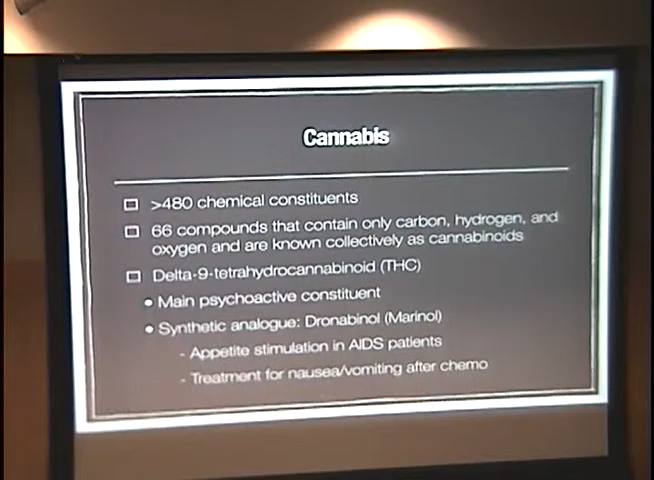 Cannabis
>480 chemical constituents
66 compounds that contain only carbon, hydrogen, and
oxygen and are known collectively as cannabinoids
Delta-9-tetrahydrocannabinoid (THC)
Main psychoactive constituent
Synthetic analogue: Dronabinol (Marinol)
- Appetite stimulation in AIDS patients
- Treatment for nausea/vomiting after chemo